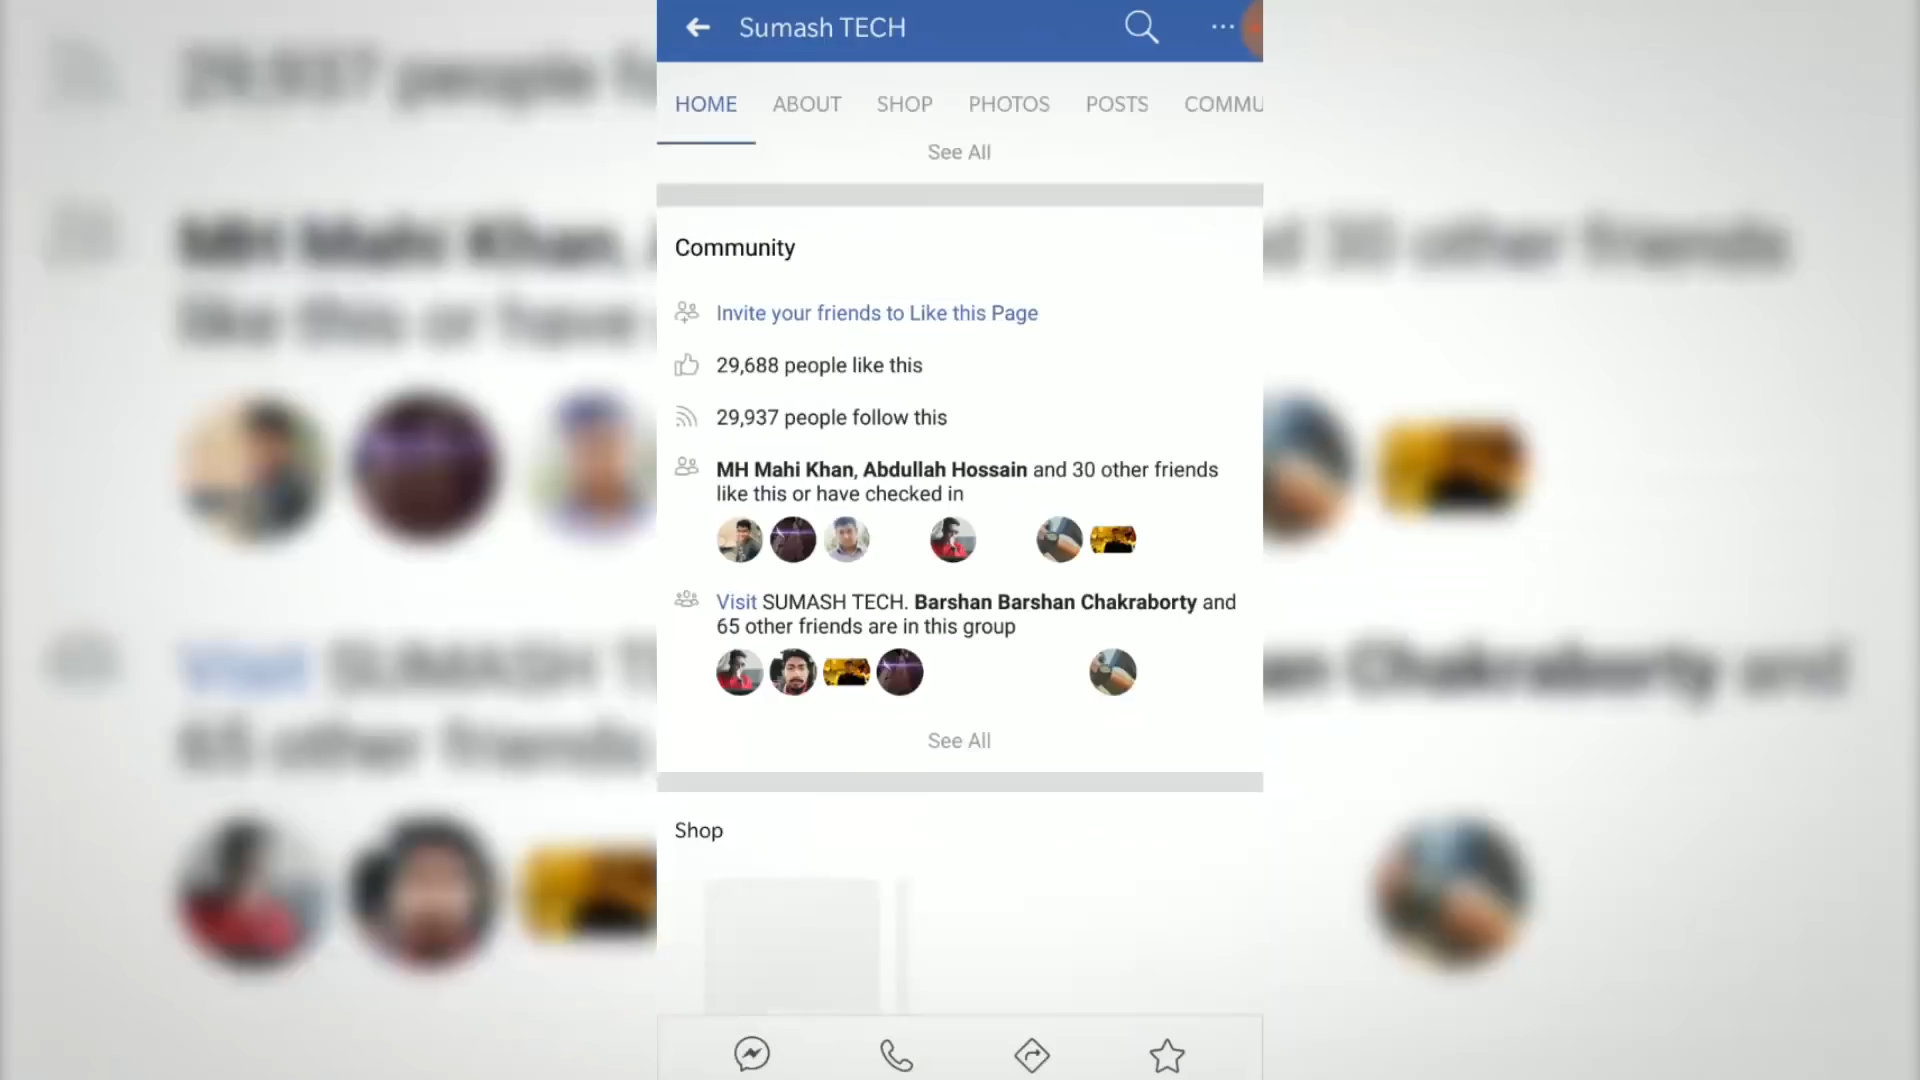 Sumash TECH
HOME ABOUT SHOP PHOTOS POSTS COMMU
See All
Community
Invite your friends to Like this Page
29,688 people like this
29,937 people follow this
MH Mahi Khan, Abdullah Hossain and 30 other friends
like this or have checked in
Visit SUMASH TECH. Barshan Barshan Chakraborty and
65 other friends are in this group
See All
Shop